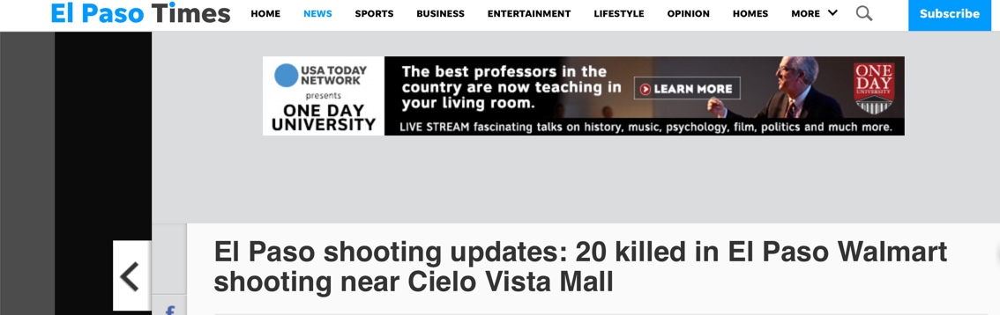 El Paso Times HOME NEWS SPORTS BUSINESS ENTERTAINMENT LIFESTYLE OPINION HOMES MORE Subscribe
USA TODAY
NETWORK
presents
ONE DAY
UNIVERSITY
The best professors in the
country are now teaching in
your living room.
LEARN MORE
ONE
DAY
UNIVERSITY
LIVE STREAM fascinating talks on history, music, psychology, film, politics and much more.
El Paso shooting updates: 20 killed in El Paso Walmart
shooting near Cielo Vista Mall
f